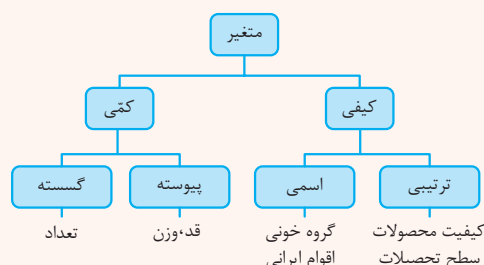 متغیر
کیفی
کمّی
ترتیبی
اسمی
پیوسته
گسسته
کیفیت محصولات
سطح تحصیلات
گروه خونی
اقوام ایرانی
قد،وزن
تعداد